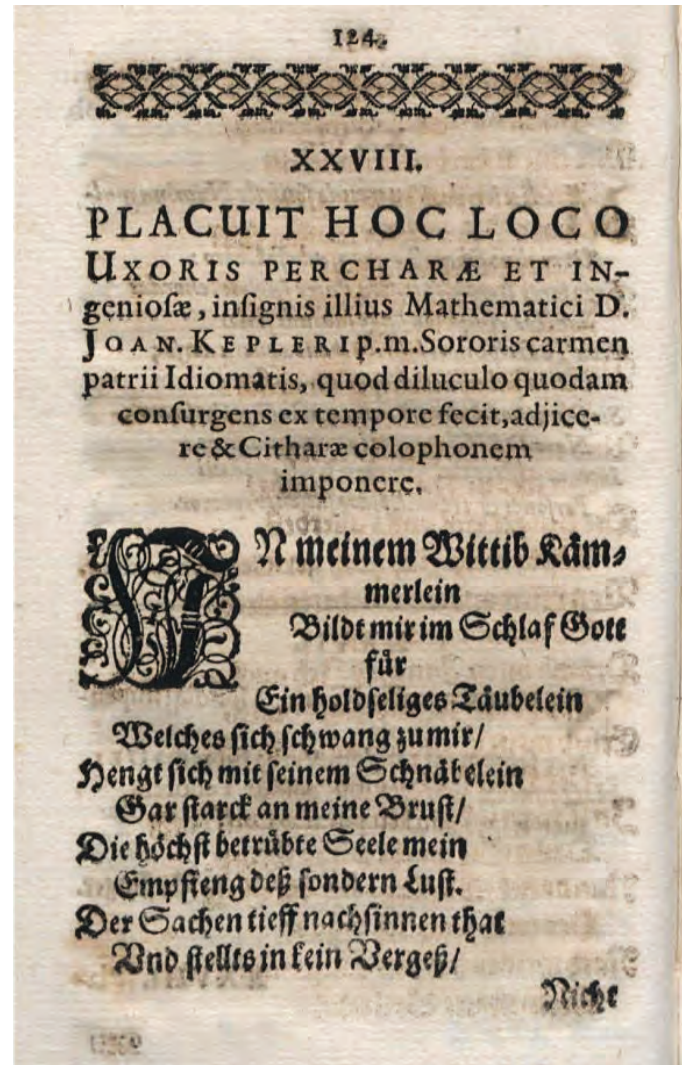 124.
XXVIII.
PLACUIT HOC LOCO
UXORIS PERCHARÆ ET IN-
genioſæ, inſignis illius Mathematici D.
JOAN. KEPLERI p.m. Sororis carmen
patrii Idiomatis, quod diluculo quodam
conſurgens ex tempore fecit, adjice-
re & Citharæ colophonem
imponere.
IN meinem Wittib Käm-
merlein
Bildt mir im Schlaf Gott
für
Ein holdſeliges Täubelein
Welches ſich ſchwang zu mir/
Hengt ſich mit ſeinem Schnäbelein
Gar ſtarck an meine Bruſt/
Die höchſt betrübte Seele mein
Empfieng deß ſondern Luſt.
Der Sachen tieff nachſinnen that
Vnd ſtellts in kein Vergeß/
Nicht